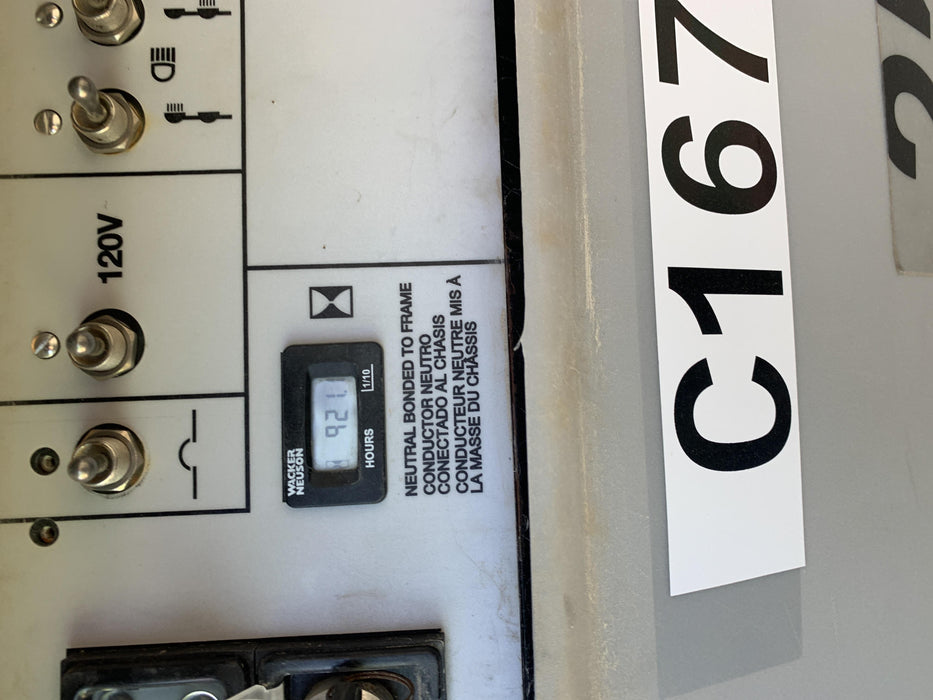 120V
WACKER
NEUSON
HOURS
1/10
NEUTRAL BONDED TO FRAME
CONDUCTOR NEUTRO
CONECTADO AL CHASIS
CONDUCTEUR NEUTRE MIS À
LA MASSE DU CHÂSSIS
C167